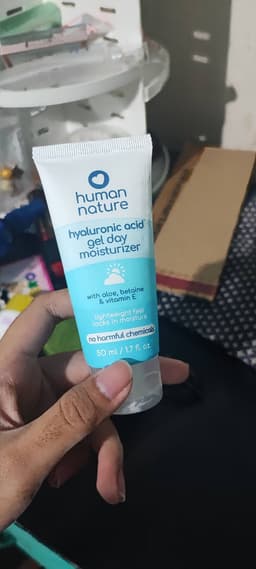 human
nature
hyaluronic acid
gel day
moisturizer
with aloe, betaine
& vitamin E
lightweight feel
locks in moisture
no harmful chemicals
50 ml / 1.7 fl. oz.